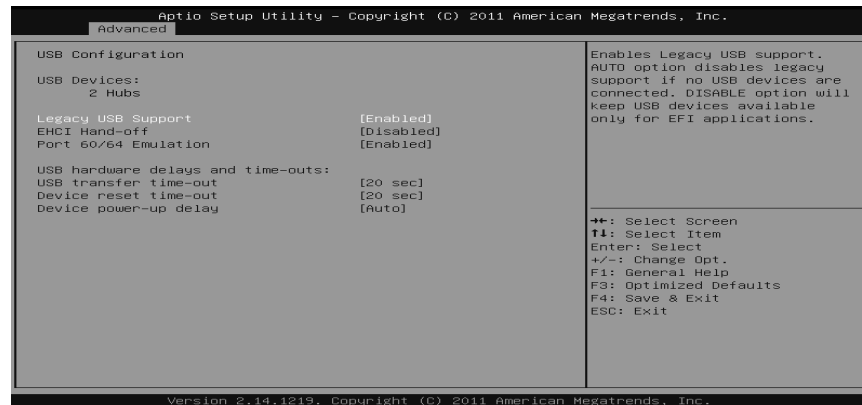 Aptio Setup Utility – Copyright (C) 2011 American Megatrends, Inc.
Advanced
USB Configuration
USB Devices:
2 Hubs
Legacy USB Support [Enabled]
EHCI Hand-off [Disabled]
Port 60/64 Emulation [Enabled]
USB hardware delays and time-outs:
USB transfer time-out [20 sec]
Device reset time-out [20 sec]
Device power-up delay [Auto]
Enables Legacy USB support.
AUTO option disables legacy
support if no USB devices are
connected. DISABLE option will
keep USB devices available
only for EFI applications.
→←: Select Screen
↑↓: Select Item
Enter: Select
+/-: Change Opt.
F1: General Help
F3: Optimized Defaults
F4: Save & Exit
ESC: Exit
Version 2.14.1219. Copyright (C) 2011 American Megatrends, Inc.